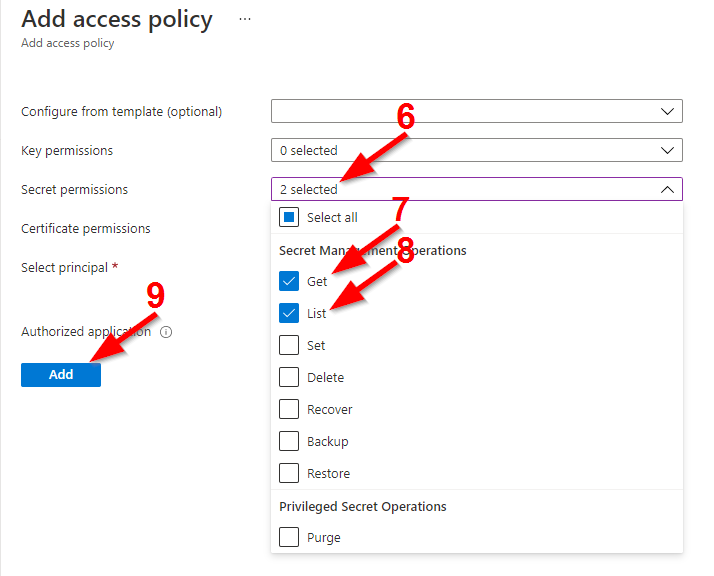 Add access policy ...
Add access policy
Configure from template (optional)
6
Key permissions
0 selected
Secret permissions
2 selected
7
Select all
Certificate permissions
8
Secret Management Operations
Select principal *
Get
9
List
Authorized application
Set
Add
Delete
Recover
Backup
Restore
Privileged Secret Operations
Purge